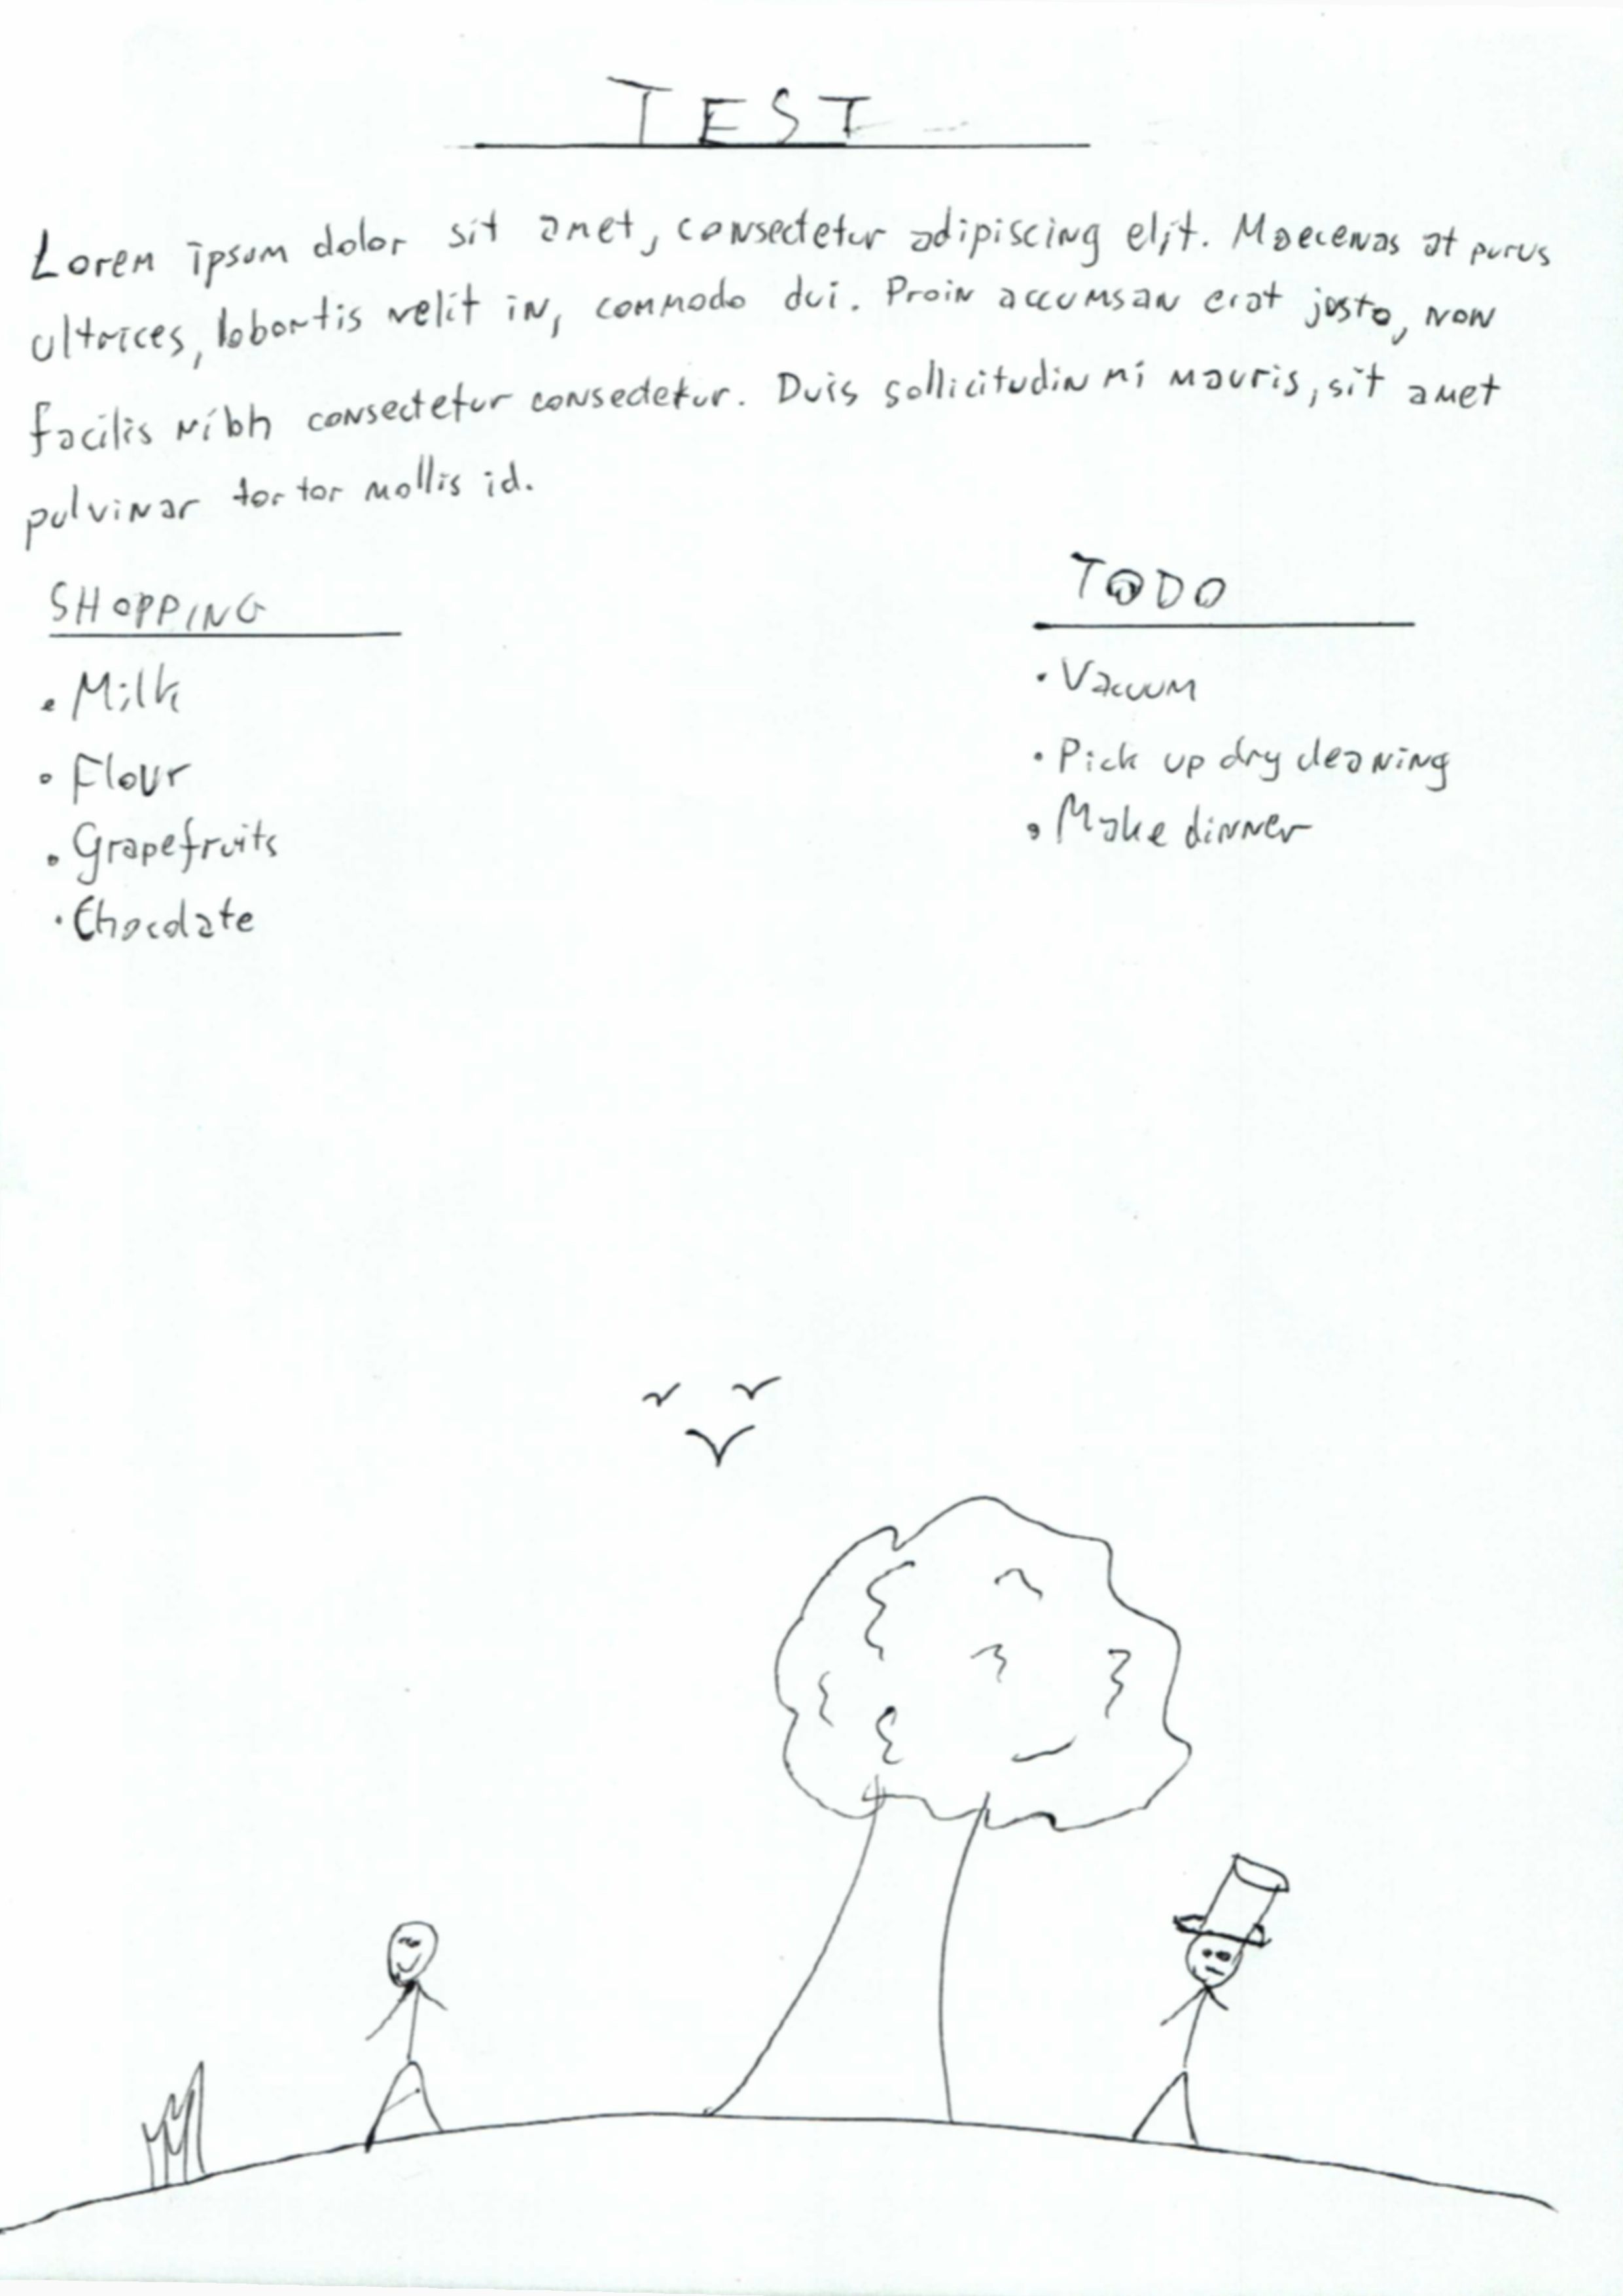 TEST
Lorem ipsum dolor sit amet, consectetur adipiscing elit. Maecenas at purus
ultrices, lobortis velit in, commodo dui. Proin accumsan erat justo, non
facilis nibh consectetur consectetur. Duis sollicitudin mi mauris, sit amet
pulvinar tortor mollis id.
SHOPPING
• Milk
• Flour
• Grapefruits
• Chocolate
TODO
• Vacuum
• Pick up dry cleaning
• Make dinner